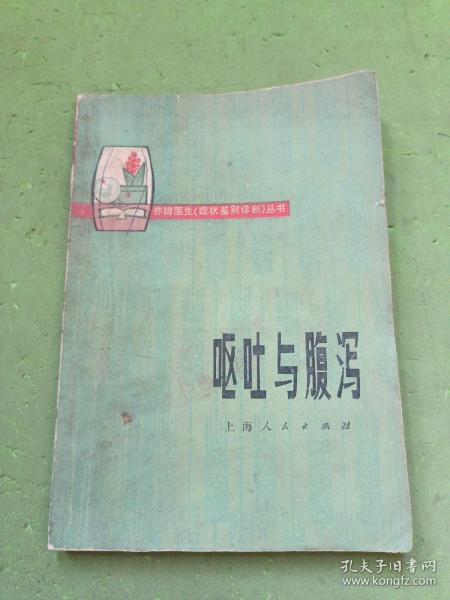 赤脚医生(症状鉴别诊断)丛书
呕吐与腹泻
上海人民出版社
孔夫子旧书网
www.kongfz.com